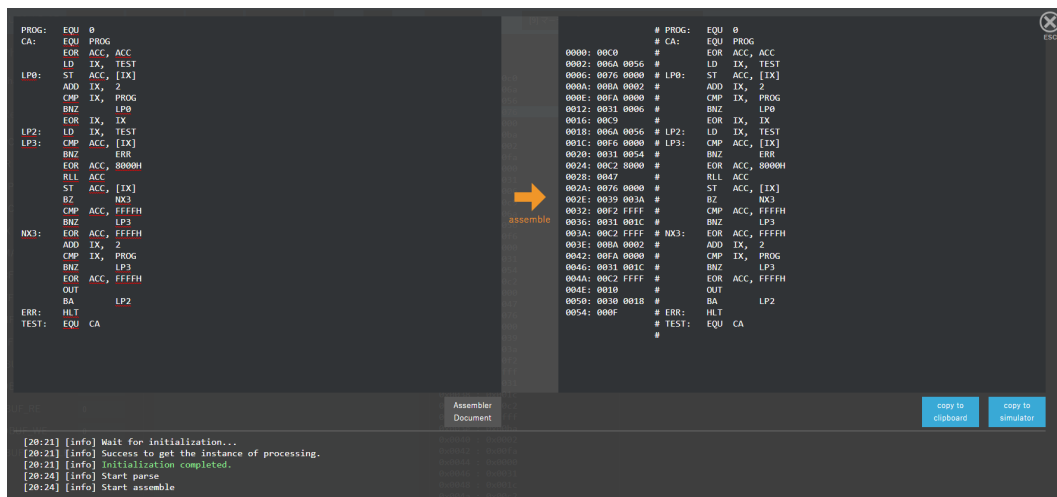 PROG: EQU 0
CA: EQU PROG
EOR ACC, ACC
LD IX, TEST
LP0: ST ACC, [IX]
ADD IX, 2
CMP IX, PROG
BNZ LP0
EOR IX, IX
LP2: LD IX, TEST
LP3: CMP ACC, [IX]
BNZ ERR
EOR ACC, 8000H
RLL ACC
ST ACC, [IX]
BZ NX3
CMP ACC, FFFFH
BNZ LP3
NX3: EOR ACC, FFFFH
ADD IX, 2
CMP IX, PROG
BNZ LP3
EOR ACC, FFFFH
OUT
BA LP2
ERR: HLT
TEST: EQU CA
assemble
# PROG: EQU 0
# CA: EQU PROG
0000: 00C0 # EOR ACC, ACC
0002: 006A 0056 # LD IX, TEST
0006: 0076 0000 # LP0: ST ACC, [IX]
000A: 00BA 0002 # ADD IX, 2
000E: 00FA 0000 # CMP IX, PROG
0012: 0031 0006 # BNZ LP0
0016: 00C9 # EOR IX, IX
0018: 006A 0056 # LP2: LD IX, TEST
001C: 00F6 0000 # LP3: CMP ACC, [IX]
0020: 0031 0054 # BNZ ERR
0024: 00C2 8000 # EOR ACC, 8000H
0028: 0047 # RLL ACC
002A: 0076 0000 # ST ACC, [IX]
002E: 0039 003A # BZ NX3
0032: 00F2 FFFF # CMP ACC, FFFFH
0036: 0031 001C # BNZ LP3
003A: 00C2 FFFF # NX3: EOR ACC, FFFFH
003E: 00BA 0002 # ADD IX, 2
0042: 00FA 0000 # CMP IX, PROG
0046: 0031 001C # BNZ LP3
004A: 00C2 FFFF # EOR ACC, FFFFH
004E: 0010 # OUT
0050: 0030 0018 # BA LP2
0054: 000F # ERR: HLT
# TEST: EQU CA
#
ESC
Assembler
Document
copy to
clipboard
copy to
simulator
[20:21] [info] Wait for initialization...
[20:21] [info] Success to get the instance of processing.
[20:21] [info] Initialization completed.
[20:24] [info] Start parse
[20:24] [info] Start assemble